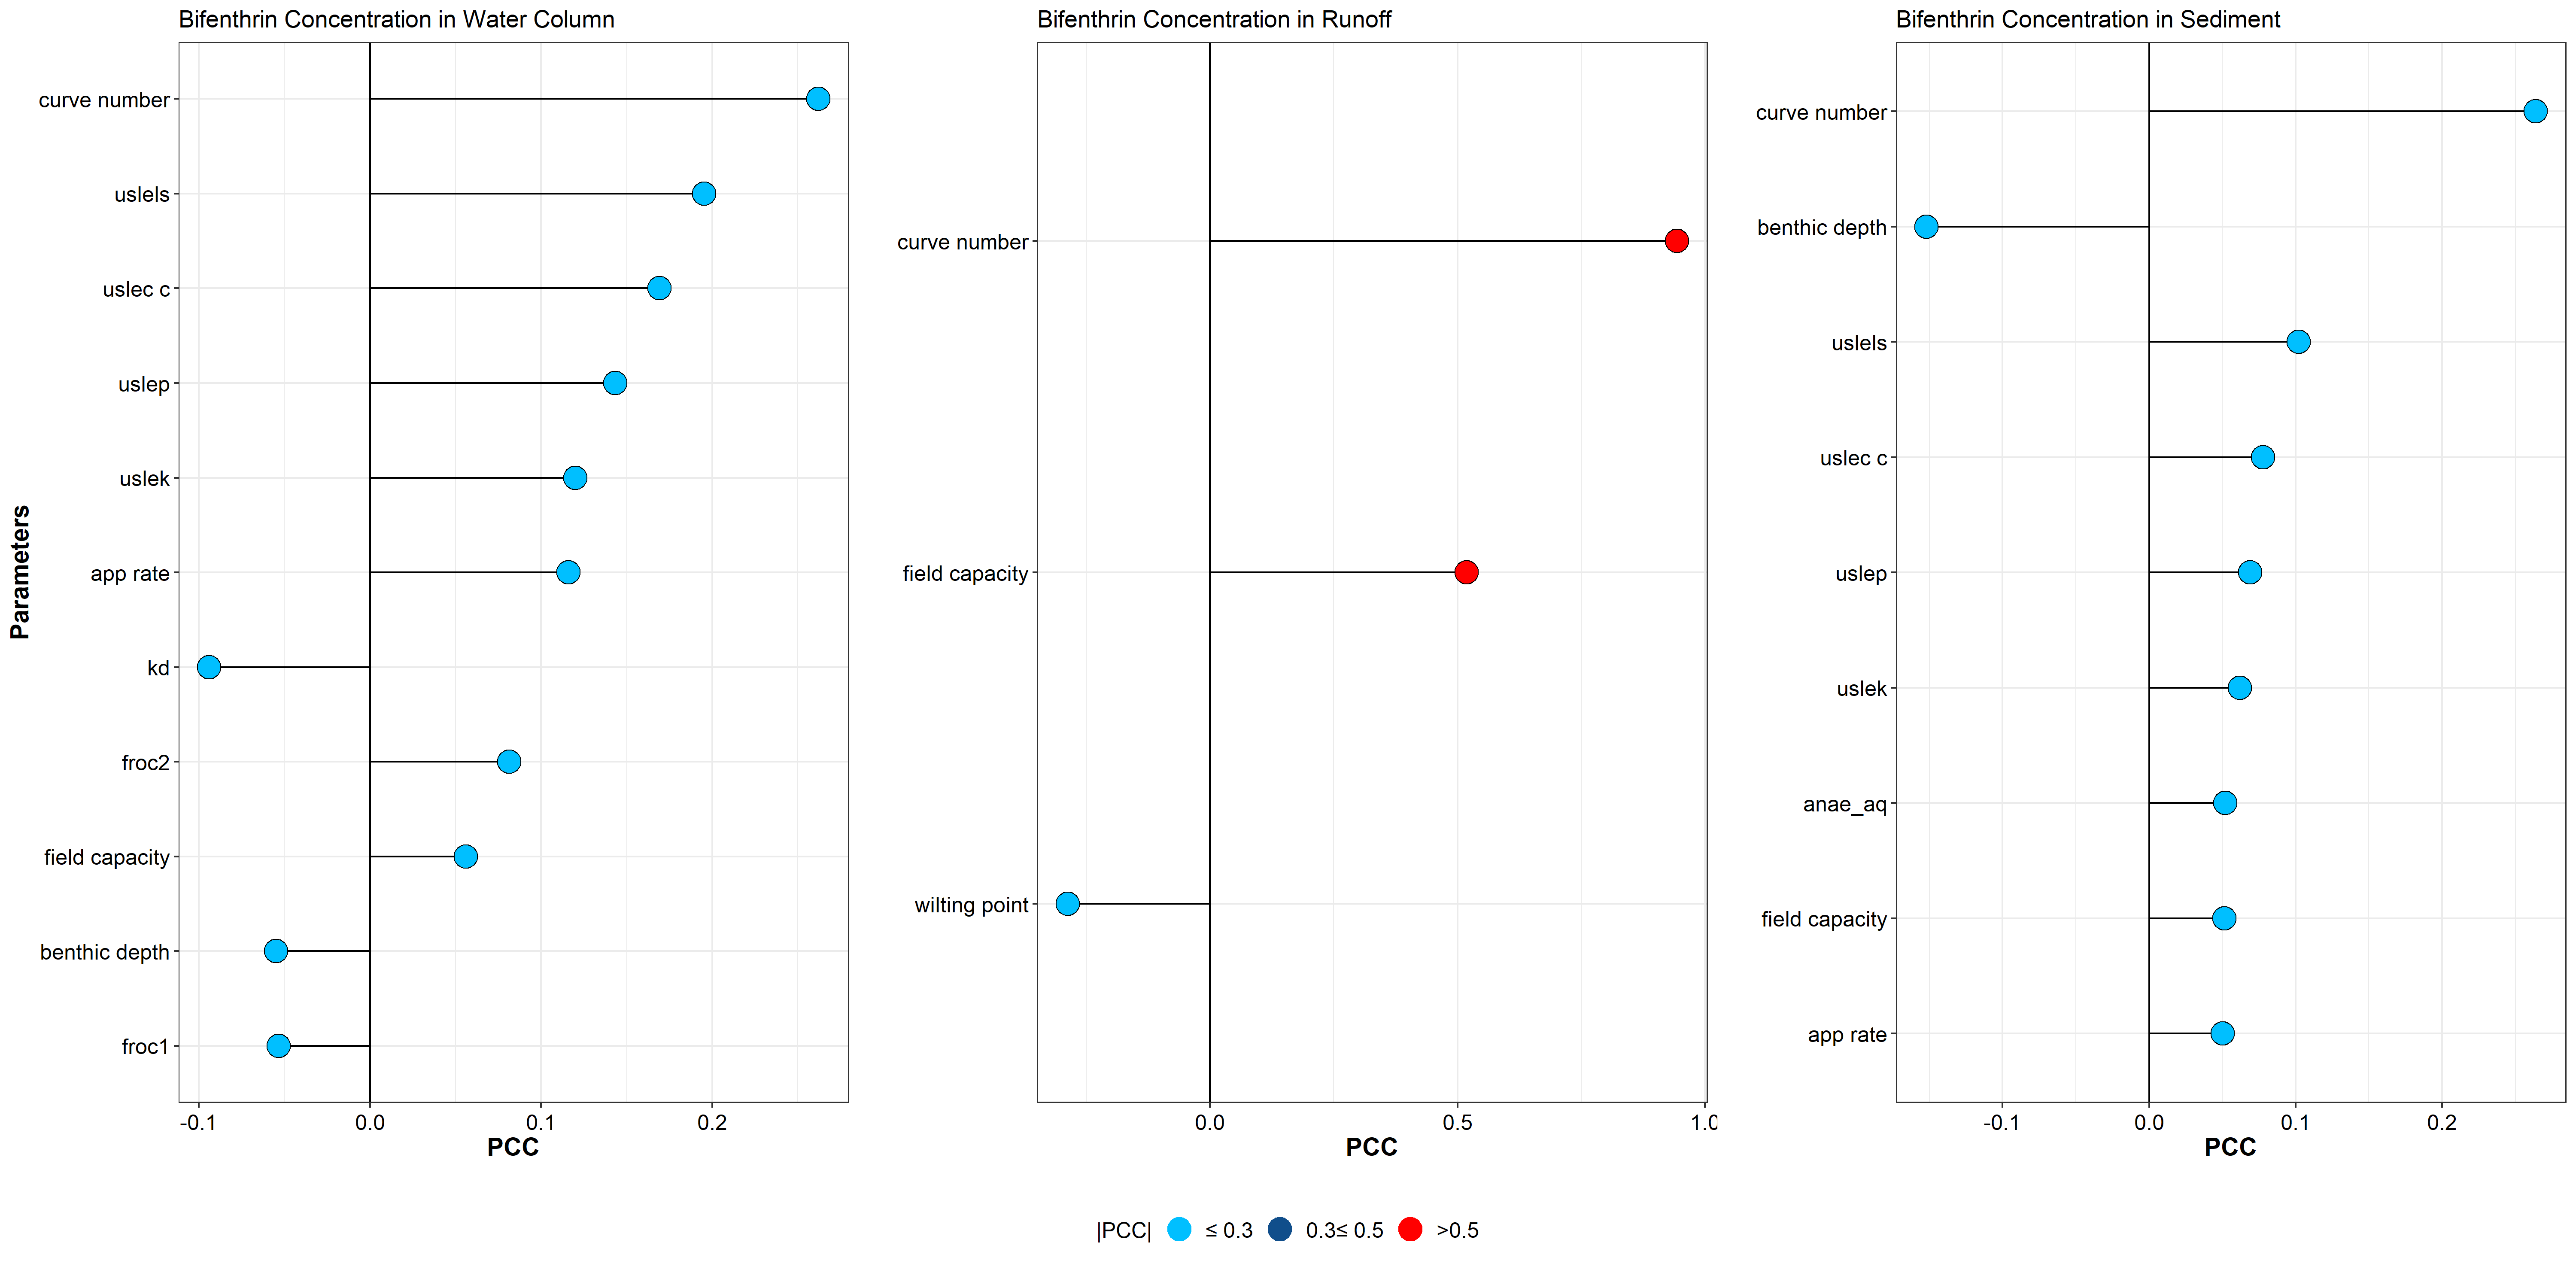 Bifenthrin Concentration in Water Column
Bifenthrin Concentration in Runoff
Bifenthrin Concentration in Sediment
Parameters
curve number
uslels
uslec c
uslep
uslek
app rate
kd
froc2
field capacity
benthic depth
froc1
-0.1 0.0 0.1 0.2
PCC
curve number
field capacity
wilting point
0.0 0.5 1.0
PCC
curve number
benthic depth
uslels
uslec c
uslep
uslek
anae_aq
field capacity
app rate
-0.1 0.0 0.1 0.2
PCC
|PCC| ≤ 0.3 0.3≤ 0.5 >0.5